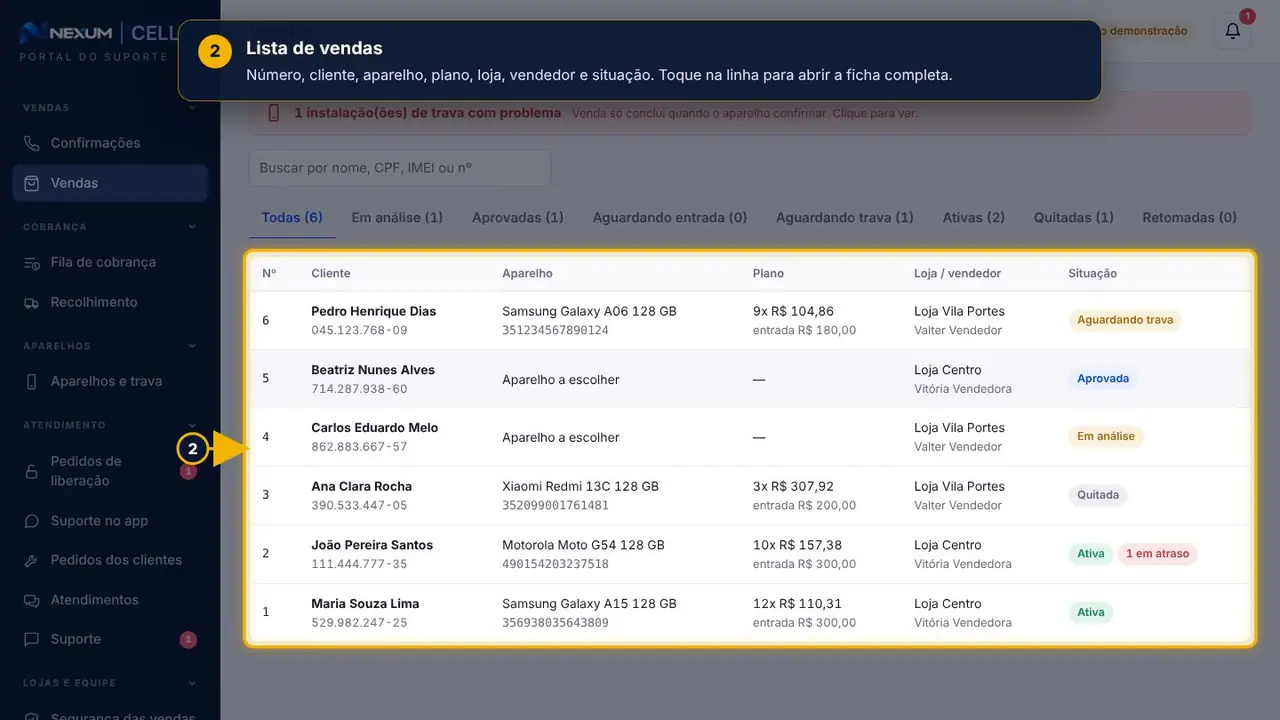 NEXUM | CELL
PORTAL DO SUPORTE
2
Lista de vendas
Número, cliente, aparelho, plano, loja, vendedor e situação. Toque na linha para abrir a ficha completa.
demonstração
1
VENDAS
Confirmações
Vendas
COBRANÇA
Fila de cobrança
Recolhimento
APARELHOS
Aparelhos e trava
ATENDIMENTO
Pedidos de
liberação
1
Suporte no app
Pedidos dos clientes
Atendimentos
Suporte
1
LOJAS E EQUIPE
Segurança das vendas
1 instalação(ões) de trava com problema Venda só conclui quando o aparelho confirmar. Clique para ver.
Buscar por nome, CPF, IMEI ou nº
Todas (6) Em análise (1) Aprovadas (1) Aguardando entrada (0) Aguardando trava (1) Ativas (2) Quitadas (1) Retomadas (0)
2
Nº Cliente Aparelho Plano Loja / vendedor Situação
6 Pedro Henrique Dias Samsung Galaxy A06 128 GB 9x R$ 104,86 Loja Vila Portes Aguardando trava
045.123.768-09 351234567890124 entrada R$ 180,00 Valter Vendedor
5 Beatriz Nunes Alves Aparelho a escolher — Loja Centro Aprovada
714.287.938-60 Vitória Vendedora
4 Carlos Eduardo Melo Aparelho a escolher — Loja Vila Portes Em análise
862.883.667-57 Valter Vendedor
3 Ana Clara Rocha Xiaomi Redmi 13C 128 GB 3x R$ 307,92 Loja Vila Portes Quitada
390.533.447-05 352099001761481 entrada R$ 200,00 Valter Vendedor
2 João Pereira Santos Motorola Moto G54 128 GB 10x R$ 157,38 Loja Centro Ativa 1 em atraso
111.444.777-35 490154203237518 entrada R$ 300,00 Vitória Vendedora
1 Maria Souza Lima Samsung Galaxy A15 128 GB 12x R$ 110,31 Loja Centro Ativa
529.982.247-25 356938035643809 entrada R$ 300,00 Vitória Vendedora